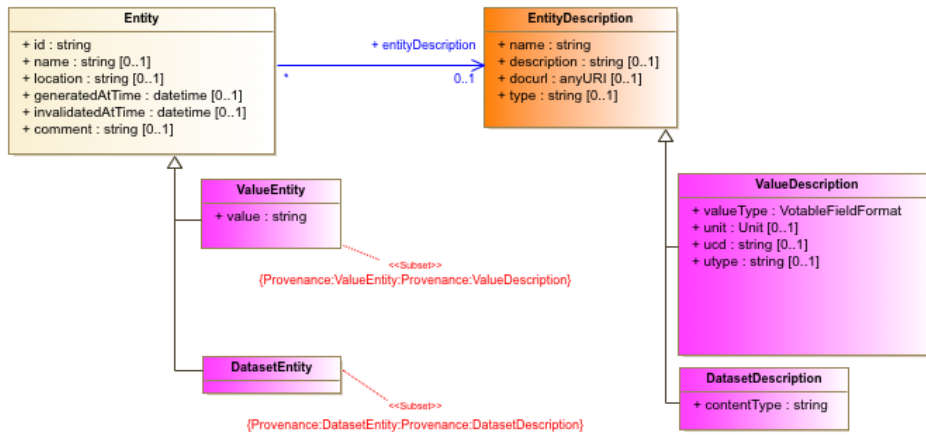 Entity
+ id : string
+ name : string [0..1]
+ location : string [0..1]
+ generatedAtTime : datetime [0..1]
+ invalidatedAtTime : datetime [0..1]
+ comment : string [0..1]
+ entityDescription
*
0..1
EntityDescription
+ name : string
+ description : string [0..1]
+ docurl : anyURI [0..1]
+ type : string [0..1]
ValueEntity
+ value : string
<<Subset>>
{Provenance:ValueEntity:Provenance:ValueDescription}
ValueDescription
+ valueType : VotableFieldFormat
+ unit : Unit [0..1]
+ ucd : string [0..1]
+ utype : string [0..1]
DatasetEntity
<<Subset>>
{Provenance:DatasetEntity:Provenance:DatasetDescription}
DatasetDescription
+ contentType : string